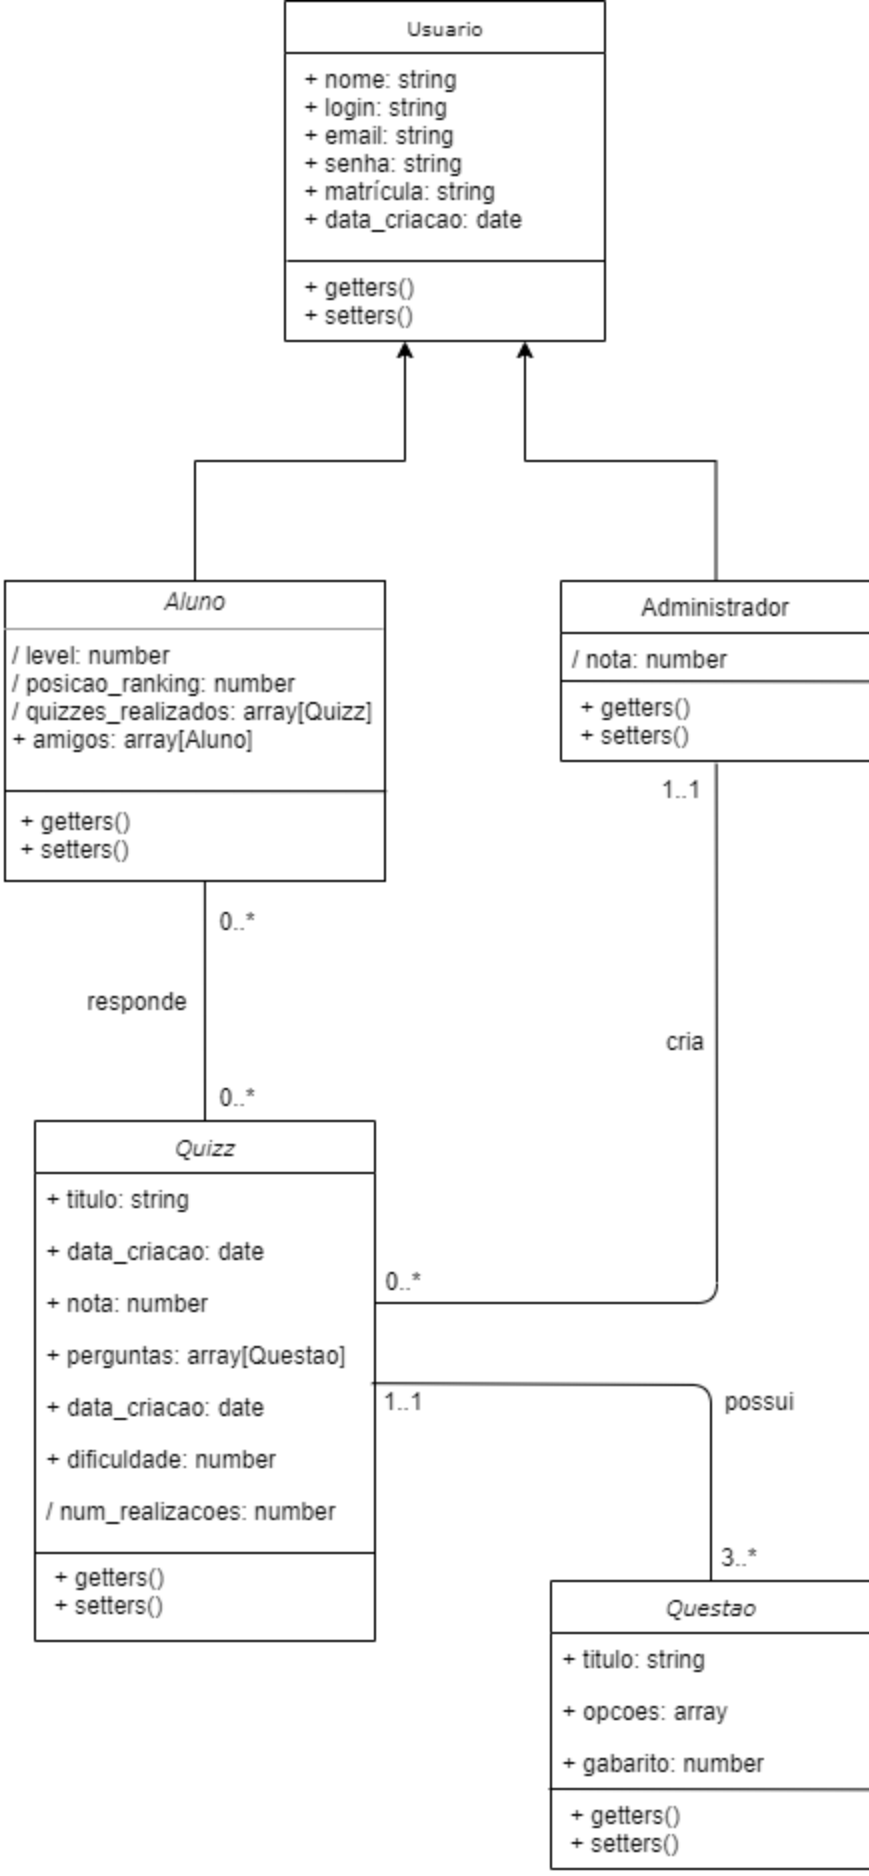 Usuario
+ nome: string
+ login: string
+ email: string
+ senha: string
+ matrícula: string
+ data_criacao: date
+ getters()
+ setters()
Aluno
/ level: number
/ posicao_ranking: number
/ quizzes_realizados: array[Quizz]
+ amigos: array[Aluno]
+ getters()
+ setters()
Administrador
/ nota: number
+ getters()
+ setters()
1..1
0..*
responde
cria
0..*
Quizz
+ titulo: string
+ data_criacao: date
+ nota: number
+ perguntas: array[Questao]
+ data_criacao: date
+ dificuldade: number
/ num_realizacoes: number
+ getters()
+ setters()
0..*
1..1
possui
3..*
Questao
+ titulo: string
+ opcoes: array
+ gabarito: number
+ getters()
+ setters()